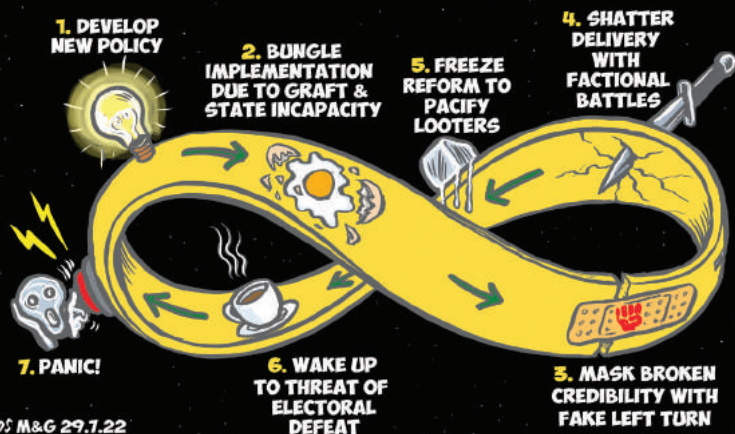 1. DEVELOP
NEW POLICY
2. BUNGLE
IMPLEMENTATION
DUE TO GRAFT &
STATE INCAPACITY
3. MASK BROKEN
CREDIBILITY WITH
FAKE LEFT TURN
4. SHATTER
DELIVERY
WITH
FACTIONAL
BATTLES
5. FREEZE
REFORM TO
PACIFY
LOOTERS
6. WAKE UP
TO THREAT OF
ELECTORAL
DEFEAT
7. PANIC!
M&G 29.7.22